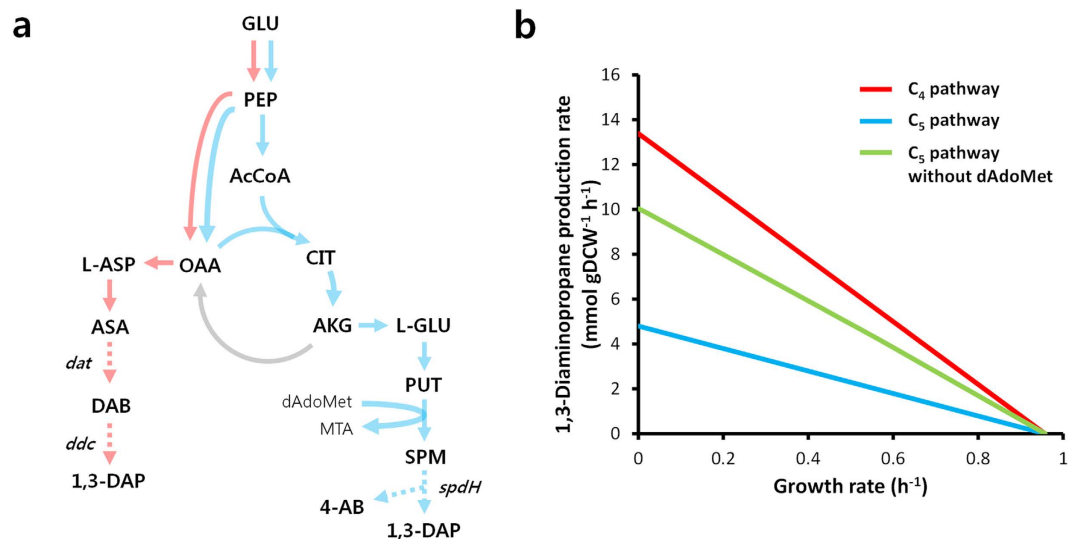 a
GLU
PEP
AcCoA
L-ASP
OAA
CIT
ASA
AKG
L-GLU
dat
PUT
DAB
dAdoMet
MTA
ddc
SPM
1,3-DAP
spdH
4-AB
1,3-DAP
b
1,3-Diaminopropane production rate
(mmol gDCW⁻¹ h⁻¹)
16
14
12
10
8
6
4
2
0
0
0.2
0.4
0.6
0.8
1
Growth rate (h⁻¹)
C₄ pathway
C₅ pathway
C₅ pathway
without dAdoMet